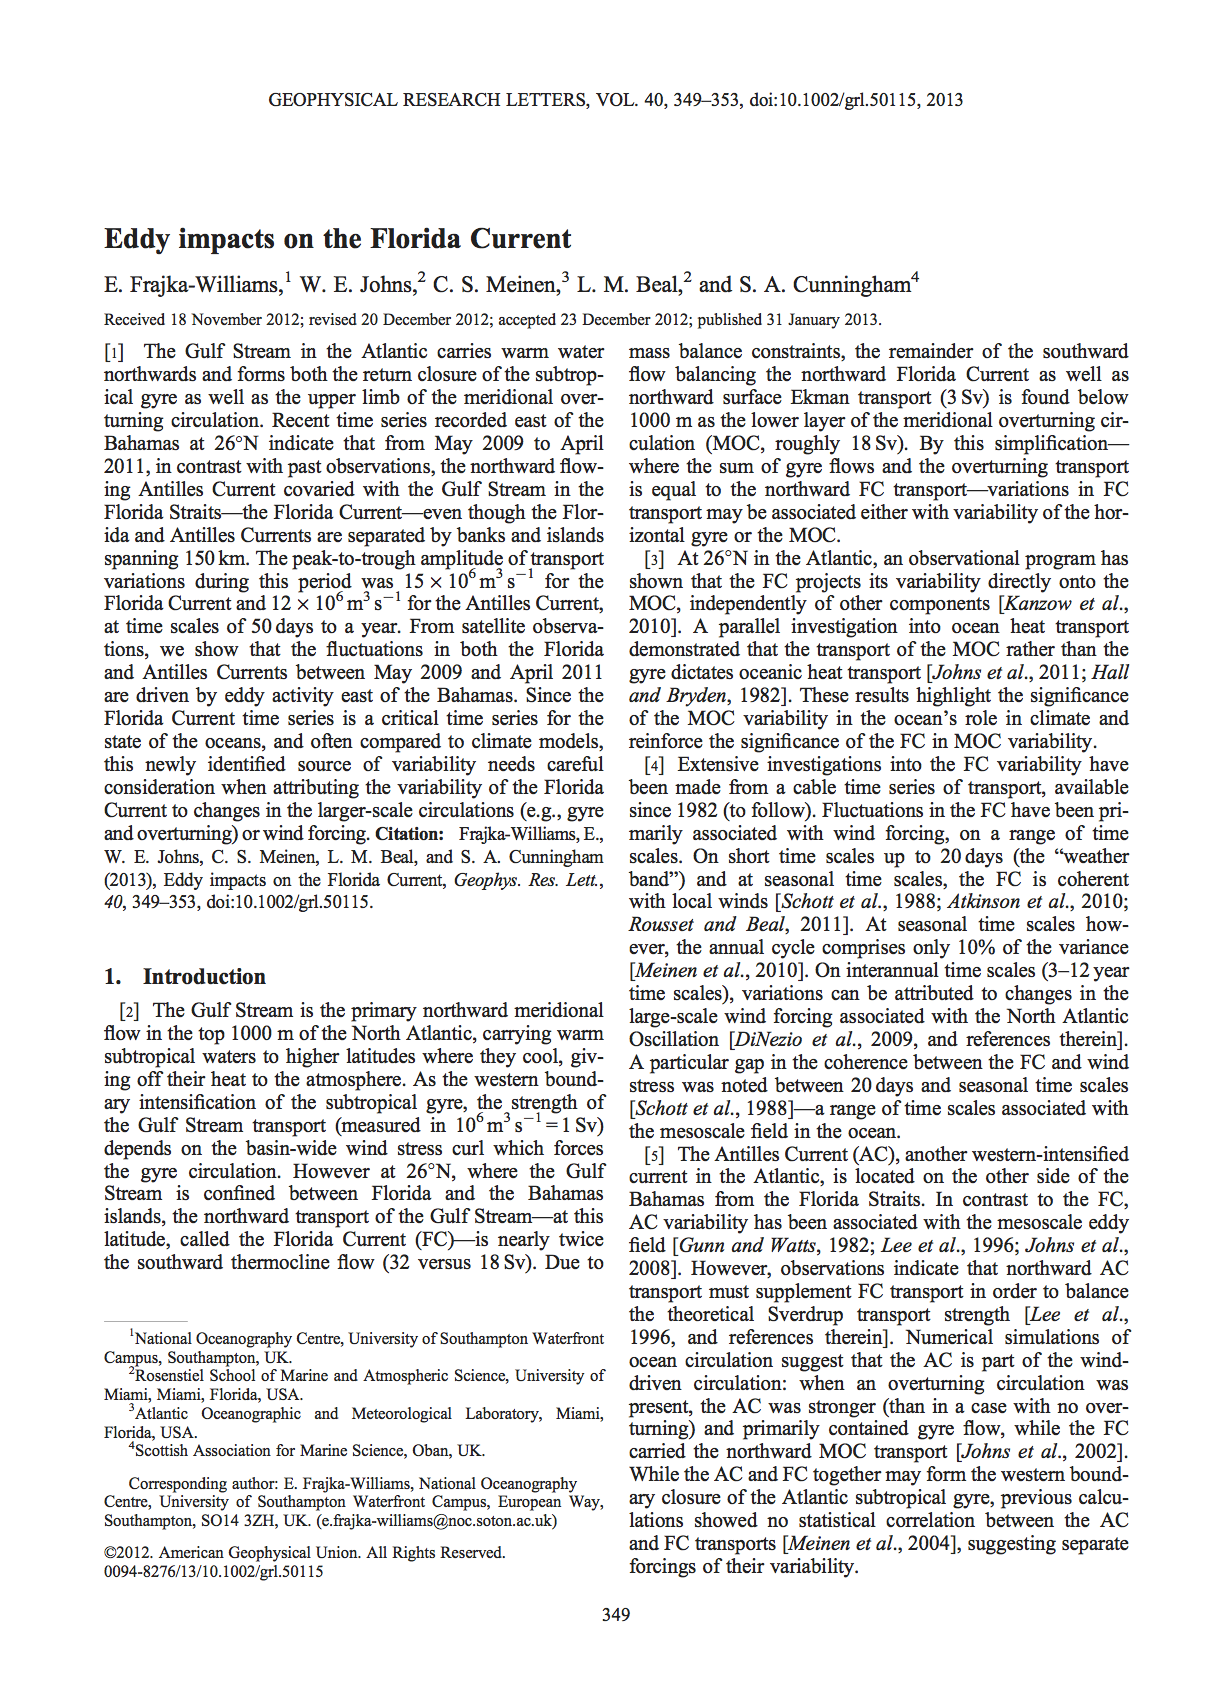 GEOPHYSICAL RESEARCH LETTERS, VOL. 40, 349–353, doi:10.1002/grl.50115, 2013
Eddy impacts on the Florida Current
E. Frajka-Williams,1 W. E. Johns,2 C. S. Meinen,3 L. M. Beal,2 and S. A. Cunningham4
Received 18 November 2012; revised 20 December 2012; accepted 23 December 2012; published 31 January 2013.
[1] The Gulf Stream in the Atlantic carries warm water
northwards and forms both the return closure of the subtrop-
ical gyre as well as the upper limb of the meridional over-
turning circulation. Recent time series recorded east of the
Bahamas at 26°N indicate that from May 2009 to April
2011, in contrast with past observations, the northward flow-
ing Antilles Current covaried with the Gulf Stream in the
Florida Straits—the Florida Current—even though the Flor-
ida and Antilles Currents are separated by banks and islands
spanning 150 km. The peak-to-trough amplitude of transport
variations during this period was 15 × 10⁶ m³ s⁻¹ for the
Florida Current and 12 × 10⁶ m³ s⁻¹ for the Antilles Current,
at time scales of 50 days to a year. From satellite observa-
tions, we show that the fluctuations in both the Florida
and Antilles Currents between May 2009 and April 2011
are driven by eddy activity east of the Bahamas. Since the
Florida Current time series is a critical time series for the
state of the oceans, and often compared to climate models,
this newly identified source of variability needs careful
consideration when attributing the variability of the Florida
Current to changes in the larger-scale circulations (e.g., gyre
and overturning) or wind forcing. Citation: Frajka-Williams, E.,
W. E. Johns, C. S. Meinen, L. M. Beal, and S. A. Cunningham
(2013), Eddy impacts on the Florida Current, Geophys. Res. Lett.,
40, 349–353, doi:10.1002/grl.50115.
1. Introduction
[2] The Gulf Stream is the primary northward meridional
flow in the top 1000 m of the North Atlantic, carrying warm
subtropical waters to higher latitudes where they cool, giv-
ing off their heat to the atmosphere. As the western bound-
ary intensification of the subtropical gyre, the strength of
the Gulf Stream transport (measured in 10⁶ m³ s⁻¹ = 1 Sv)
depends on the basin-wide wind stress curl which forces
the gyre circulation. However at 26°N, where the Gulf
Stream is confined between Florida and the Bahamas
islands, the northward transport of the Gulf Stream—at this
latitude, called the Florida Current (FC)—is nearly twice
the southward thermocline flow (32 versus 18 Sv). Due to
1National Oceanography Centre, University of Southampton Waterfront
Campus, Southampton, UK.
2Rosenstiel School of Marine and Atmospheric Science, University of
Miami, Miami, Florida, USA.
3Atlantic Oceanographic and Meteorological Laboratory, Miami,
Florida, USA.
4Scottish Association for Marine Science, Oban, UK.
Corresponding author: E. Frajka-Williams, National Oceanography
Centre, University of Southampton Waterfront Campus, European Way,
Southampton, SO14 3ZH, UK. (e.frajka-williams@noc.soton.ac.uk)
©2012. American Geophysical Union. All Rights Reserved.
0094-8276/13/10.1002/grl.50115
mass balance constraints, the remainder of the southward
flow balancing the northward Florida Current as well as
northward surface Ekman transport (3 Sv) is found below
1000 m as the lower layer of the meridional overturning cir-
culation (MOC, roughly 18 Sv). By this simplification—
where the sum of gyre flows and the overturning transport
is equal to the northward FC transport—variations in FC
transport may be associated either with variability of the hor-
izontal gyre or the MOC.
[3] At 26°N in the Atlantic, an observational program has
shown that the FC projects its variability directly onto the
MOC, independently of other components [Kanzow et al.,
2010]. A parallel investigation into ocean heat transport
demonstrated that the transport of the MOC rather than the
gyre dictates oceanic heat transport [Johns et al., 2011; Hall
and Bryden, 1982]. These results highlight the significance
of the MOC variability in the ocean's role in climate and
reinforce the significance of the FC in MOC variability.
[4] Extensive investigations into the FC variability have
been made from a cable time series of transport, available
since 1982 (to follow). Fluctuations in the FC have been pri-
marily associated with wind forcing, on a range of time
scales. On short time scales up to 20 days (the “weather
band”) and at seasonal time scales, the FC is coherent
with local winds [Schott et al., 1988; Atkinson et al., 2010;
Rousset and Beal, 2011]. At seasonal time scales how-
ever, the annual cycle comprises only 10% of the variance
[Meinen et al., 2010]. On interannual time scales (3–12 year
time scales), variations can be attributed to changes in the
large-scale wind forcing associated with the North Atlantic
Oscillation [DiNezio et al., 2009, and references therein].
A particular gap in the coherence between the FC and wind
stress was noted between 20 days and seasonal time scales
[Schott et al., 1988]—a range of time scales associated with
the mesoscale field in the ocean.
[5] The Antilles Current (AC), another western-intensified
current in the Atlantic, is located on the other side of the
Bahamas from the Florida Straits. In contrast to the FC,
AC variability has been associated with the mesoscale eddy
field [Gunn and Watts, 1982; Lee et al., 1996; Johns et al.,
2008]. However, observations indicate that northward AC
transport must supplement FC transport in order to balance
the theoretical Sverdrup transport strength [Lee et al.,
1996, and references therein]. Numerical simulations of
ocean circulation suggest that the AC is part of the wind-
driven circulation: when an overturning circulation was
present, the AC was stronger (than in a case with no over-
turning) and primarily contained gyre flow, while the FC
carried the northward MOC transport [Johns et al., 2002].
While the AC and FC together may form the western bound-
ary closure of the Atlantic subtropical gyre, previous calcu-
lations showed no statistical correlation between the AC
and FC transports [Meinen et al., 2004], suggesting separate
forcings of their variability.
349